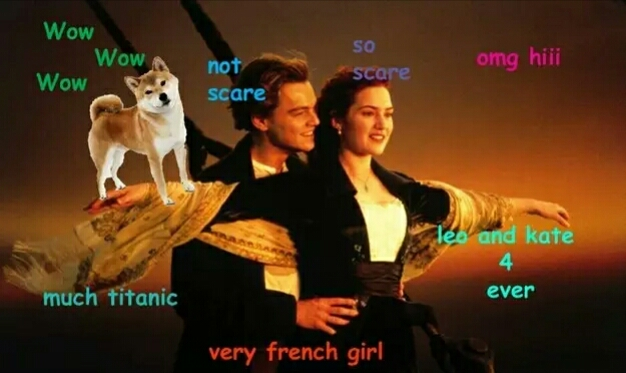 Wow
Wow
Wow
not
scare
so
scare
omg hiii
leo and kate
4
ever
much titanic
very french girl